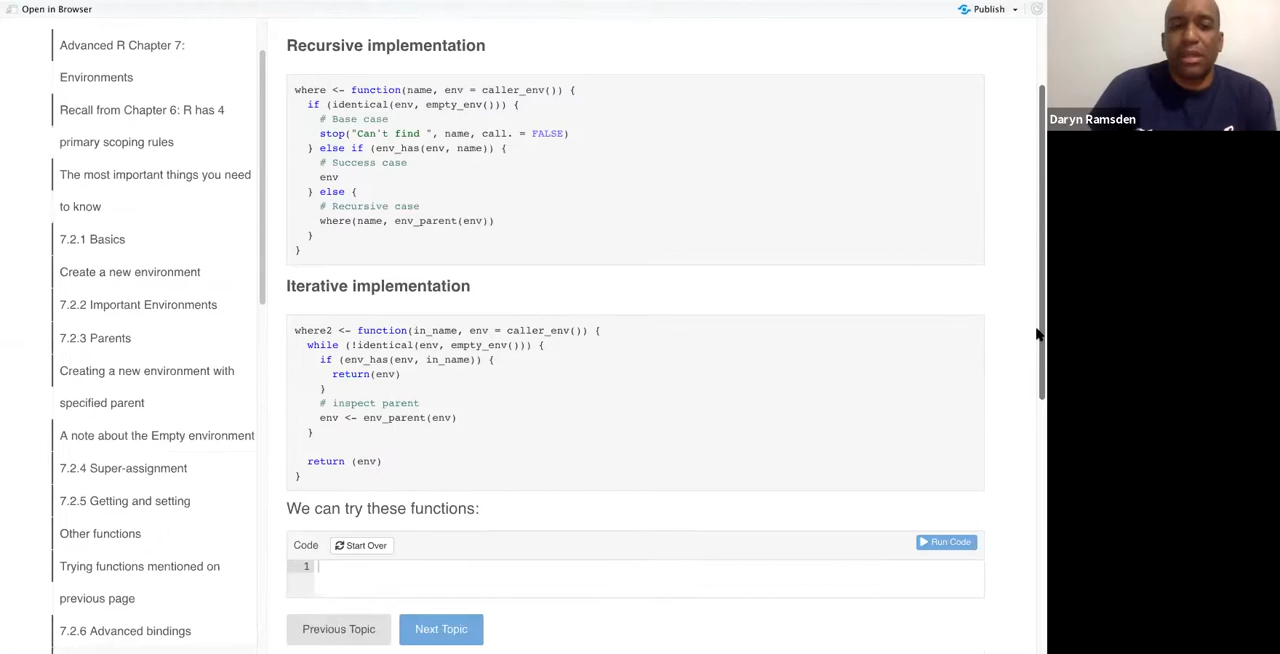 Open in Browser
Publish
Advanced R Chapter 7:
Environments
Recall from Chapter 6: R has 4
primary scoping rules
The most important things you need
to know
7.2.1 Basics
Create a new environment
7.2.2 Important Environments
7.2.3 Parents
Creating a new environment with
specified parent
A note about the Empty environment
7.2.4 Super-assignment
7.2.5 Getting and setting
Other functions
Trying functions mentioned on
previous page
7.2.6 Advanced bindings
Recursive implementation
where <- function(name, env = caller_env()) {
  if (identical(env, empty_env())) {
    # Base case
    stop("Can't find ", name, call. = FALSE)
  } else if (env_has(env, name)) {
    # Success case
    env
  } else {
    # Recursive case
    where(name, env_parent(env))
  }
}
Iterative implementation
where2 <- function(in_name, env = caller_env()) {
  while (!identical(env, empty_env())) {
    if (env_has(env, in_name)) {
      return(env)
    }
    # inspect parent
    env <- env_parent(env)
  }
  return (env)
}
We can try these functions:
Code Start Over Run Code
1
Previous Topic Next Topic
Daryn Ramsden